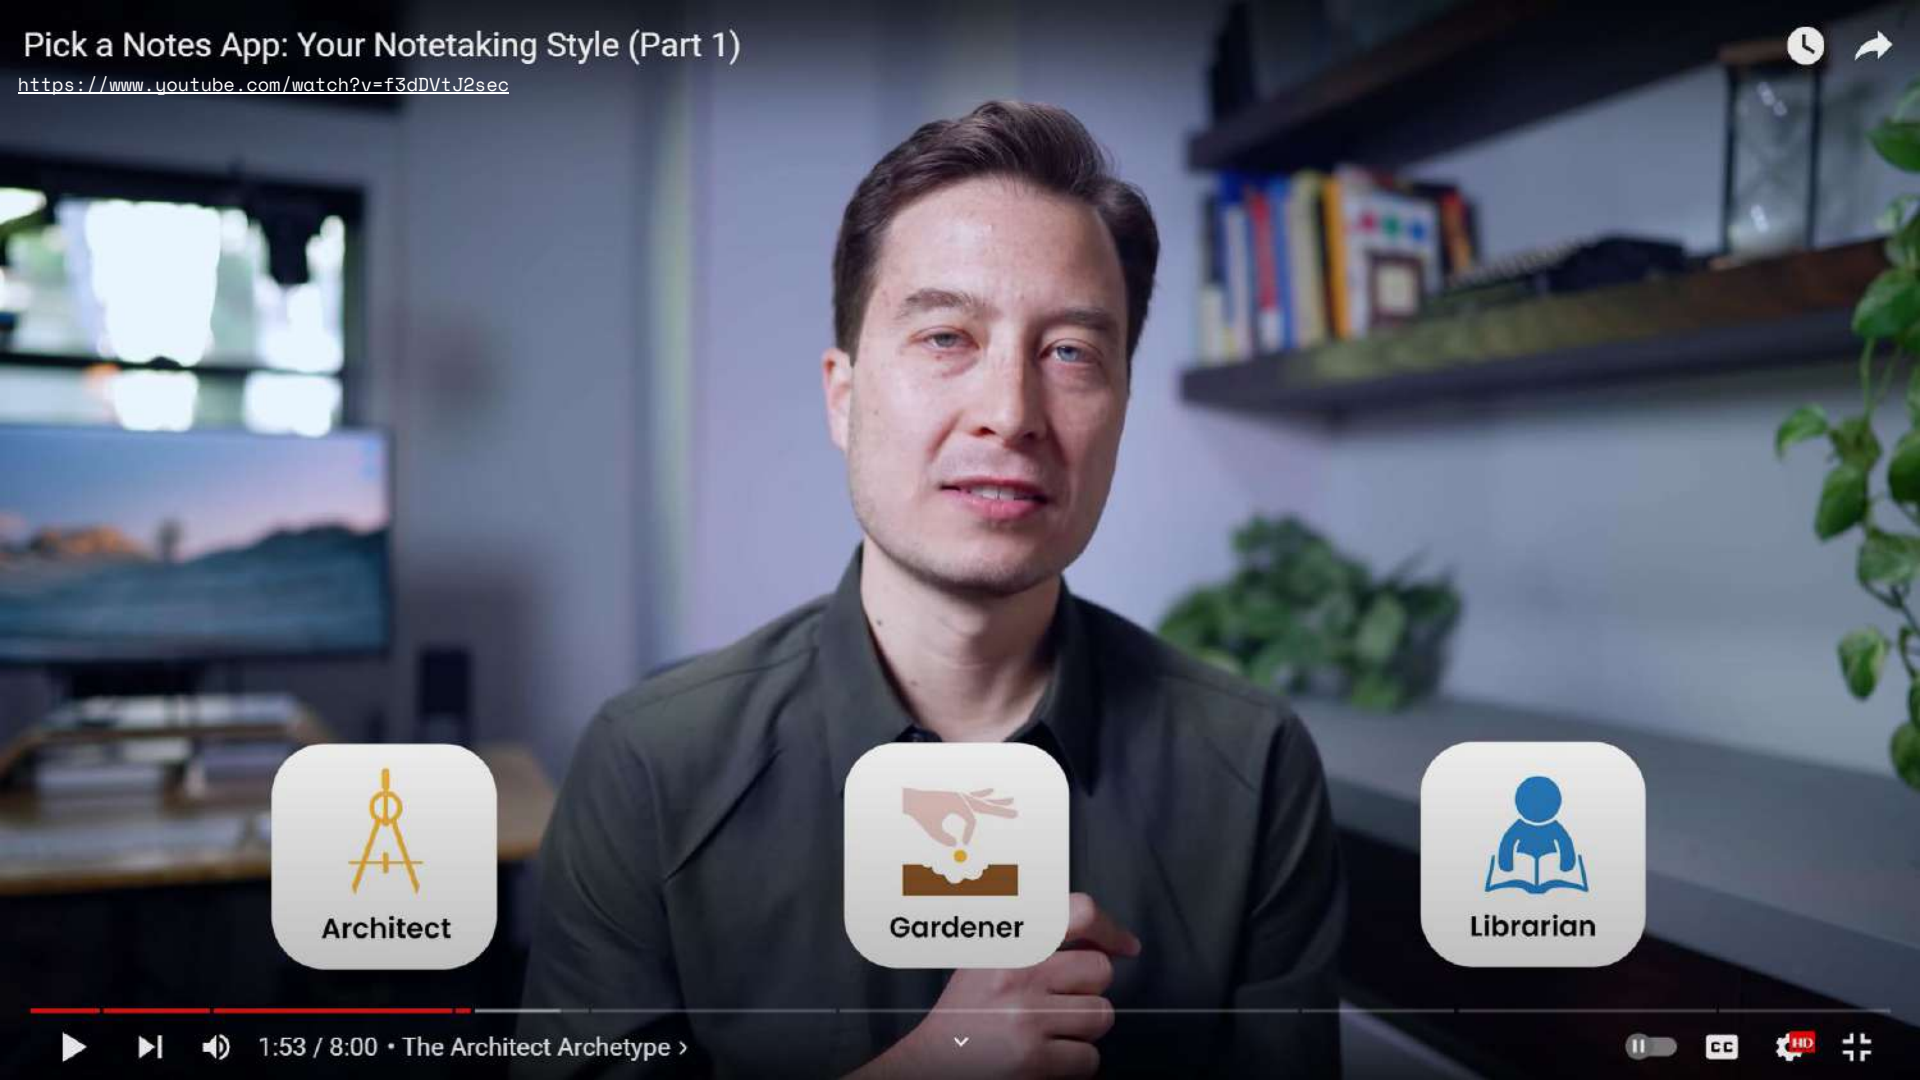 Pick a Notes App: Your Notetaking Style (Part 1)
https://www.youtube.com/watch?v=f3dDVtJ2sec
Architect
Gardener
Librarian
1:53 / 8:00 • The Architect Archetype ›
CC
HD